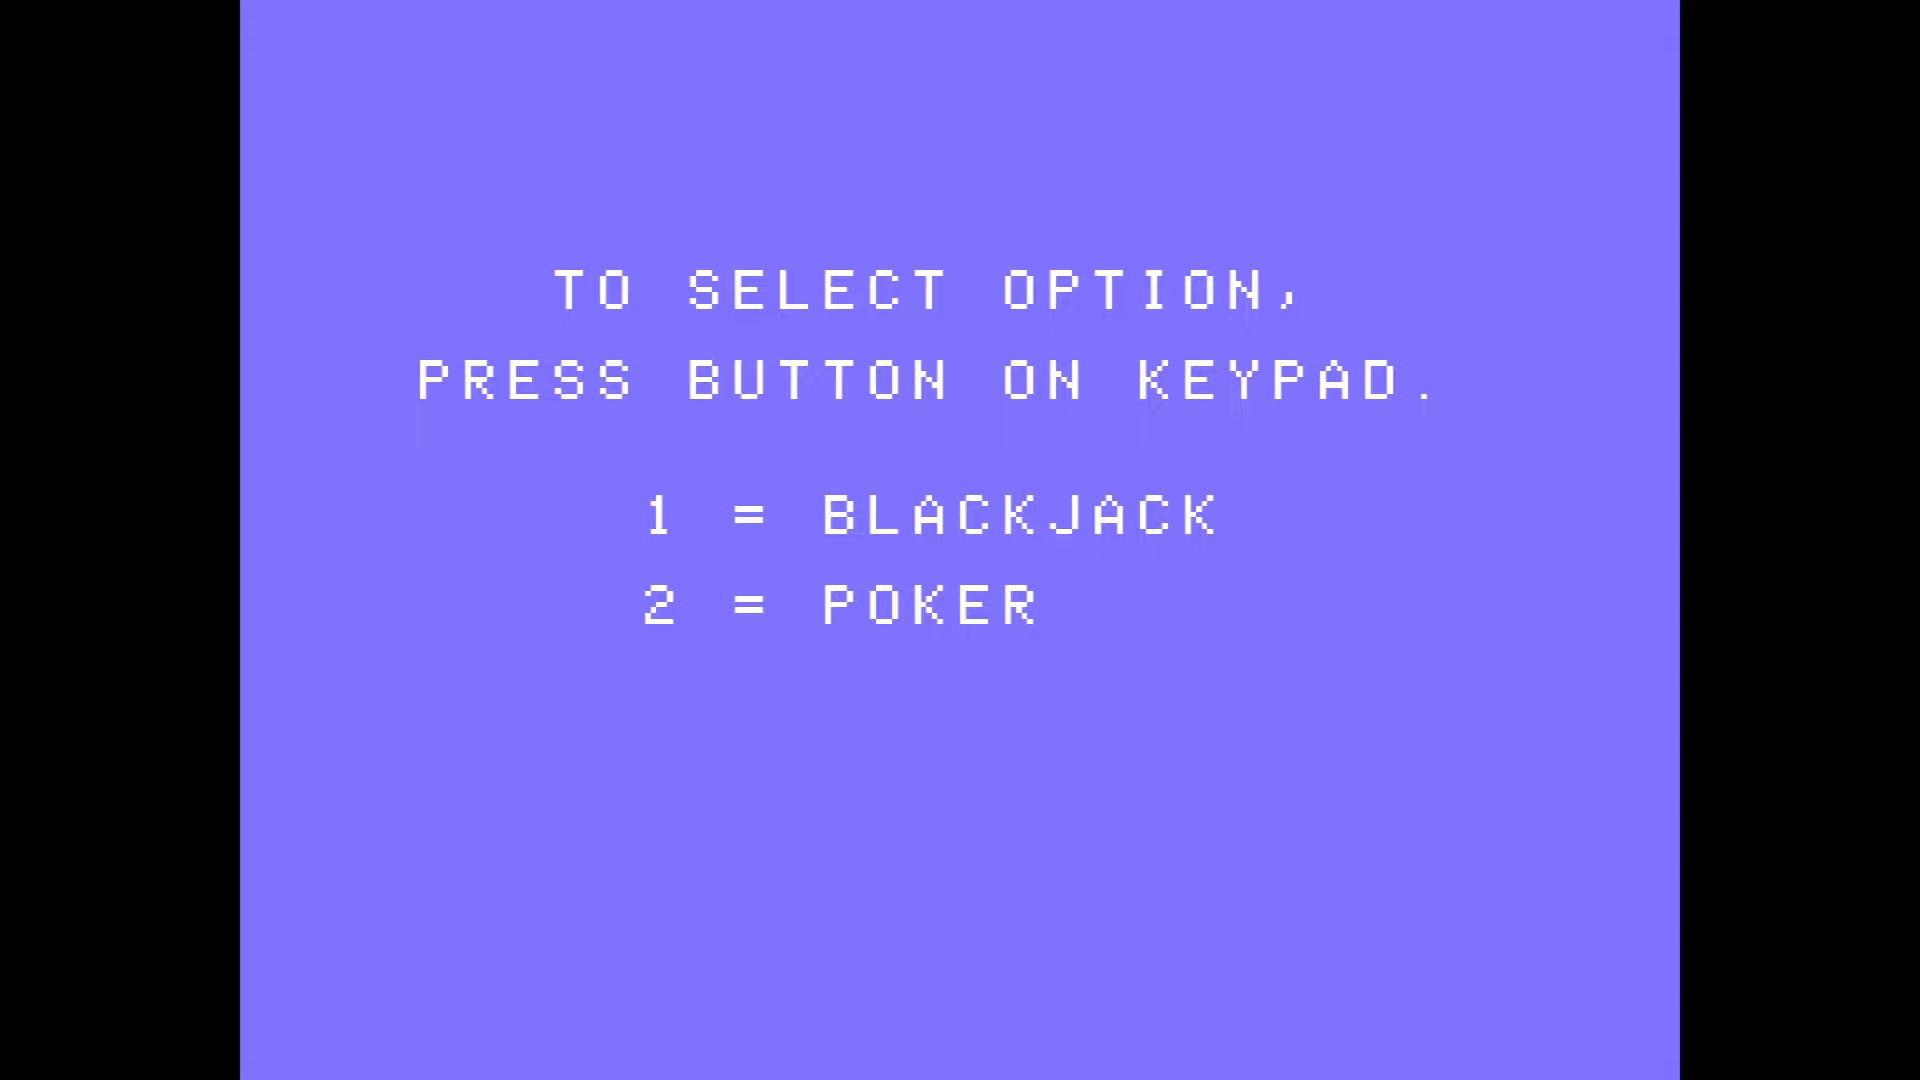 TO SELECT OPTION,
PRESS BUTTON ON KEYPAD.
1 = BLACKJACK
2 = POKER